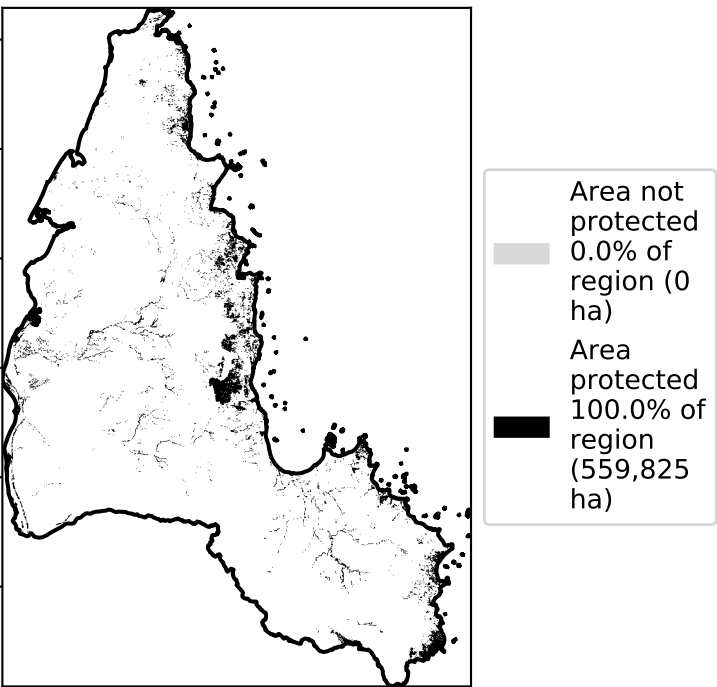 Area not
protected
0.0% of
region (0
ha)
Area
protected
100.0% of
region
(559,825
ha)